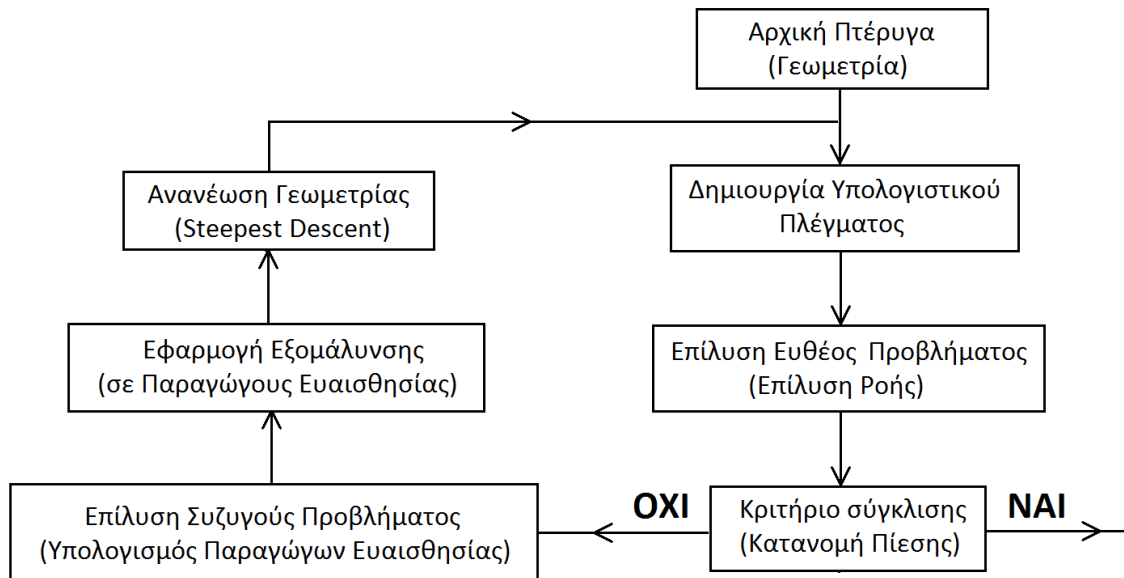 Αρχική Πτέρυγα
(Γεωμετρία)
Ανανέωση Γεωμετρίας
(Steepest Descent)
Δημιουργία Υπολογιστικού
Πλέγματος
Εφαρμογή Εξομάλυνσης
(σε Παραγώγους Ευαισθησίας)
Επίλυση Ευθέος Προβλήματος
(Επίλυση Ροής)
Επίλυση Συζυγούς Προβλήματος
(Υπολογισμός Παραγώγων Ευαισθησίας)
ΟΧΙ
Κριτήριο σύγκλισης
(Κατανομή Πίεσης)
ΝΑΙ